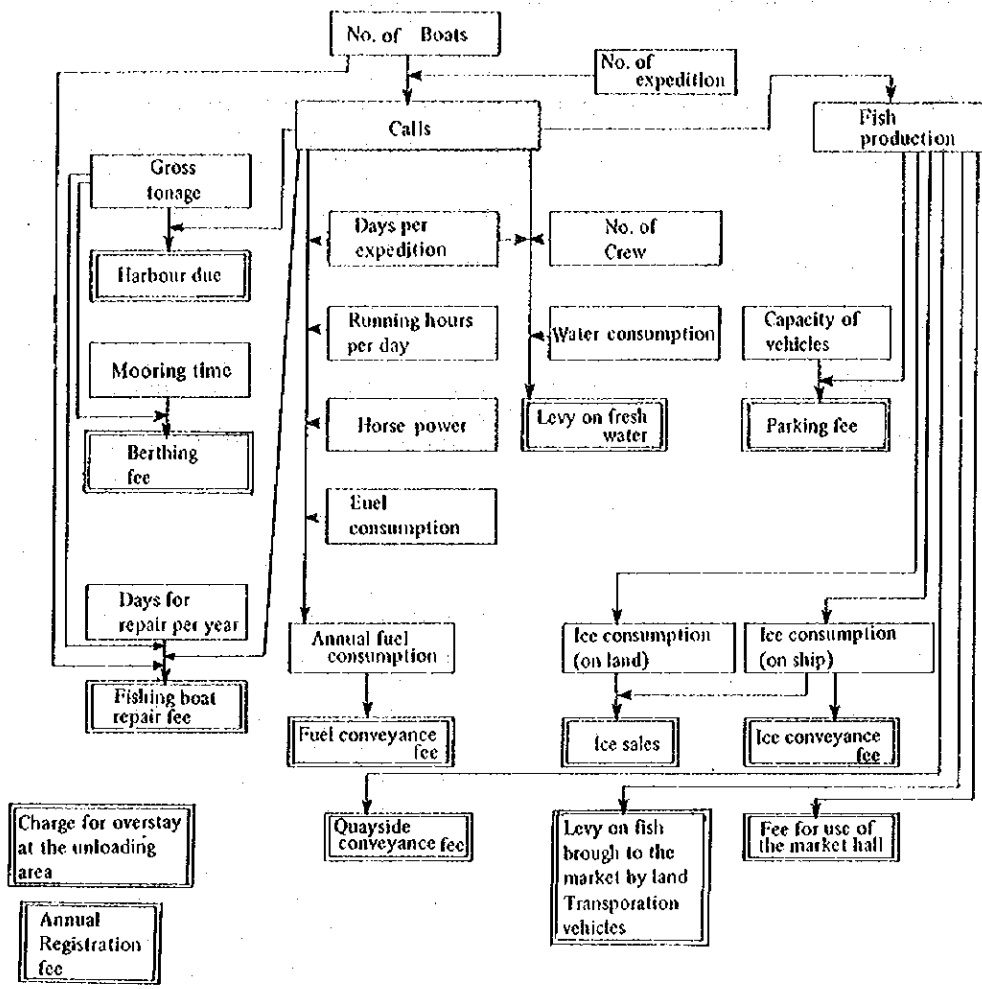 No. of Boats
No. of
expedition
Calls
Fish
production
Gross
tonage
Days per
expedition
No. of
Crew
Harbour due
Running hours
per day
Water consumption
Capacity of
vehicles
Mooring time
Horse power
Levy on fresh
water
Parking fee
Berthing
fee
Fuel
consumption
Days for
repair per year
Annual fuel
consumption
Ice consumption
(on land)
Ice consumption
(on ship)
Fishing boat
repair fee
Fuel conveyance
fee
Ice sales
Ice conveyance
fee
Charge for overstay
at the unloading
area
Quayside
conveyance fee
Levy on fish
brough to the
market by land
Transporation
vehicles
Fee for use of
the market hall
Annual
Registration
fee